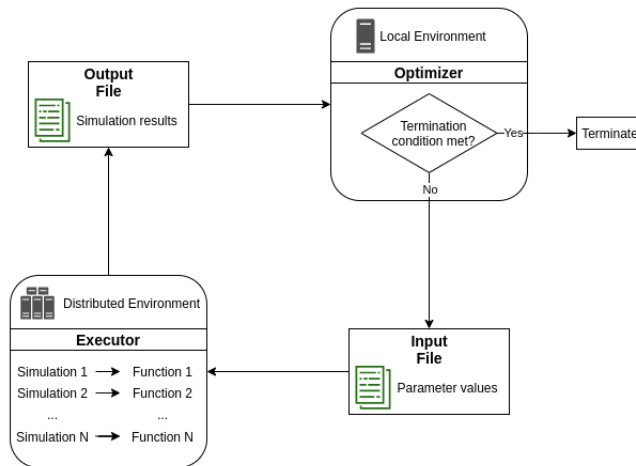 Local Environment
Optimizer
Termination
condition met?
Yes
Terminate
No
Output
File
Simulation results
Distributed Environment
Executor
Simulation 1 Function 1
Simulation 2 Function 2
... ...
Simulation N Function N
Input
File
Parameter values